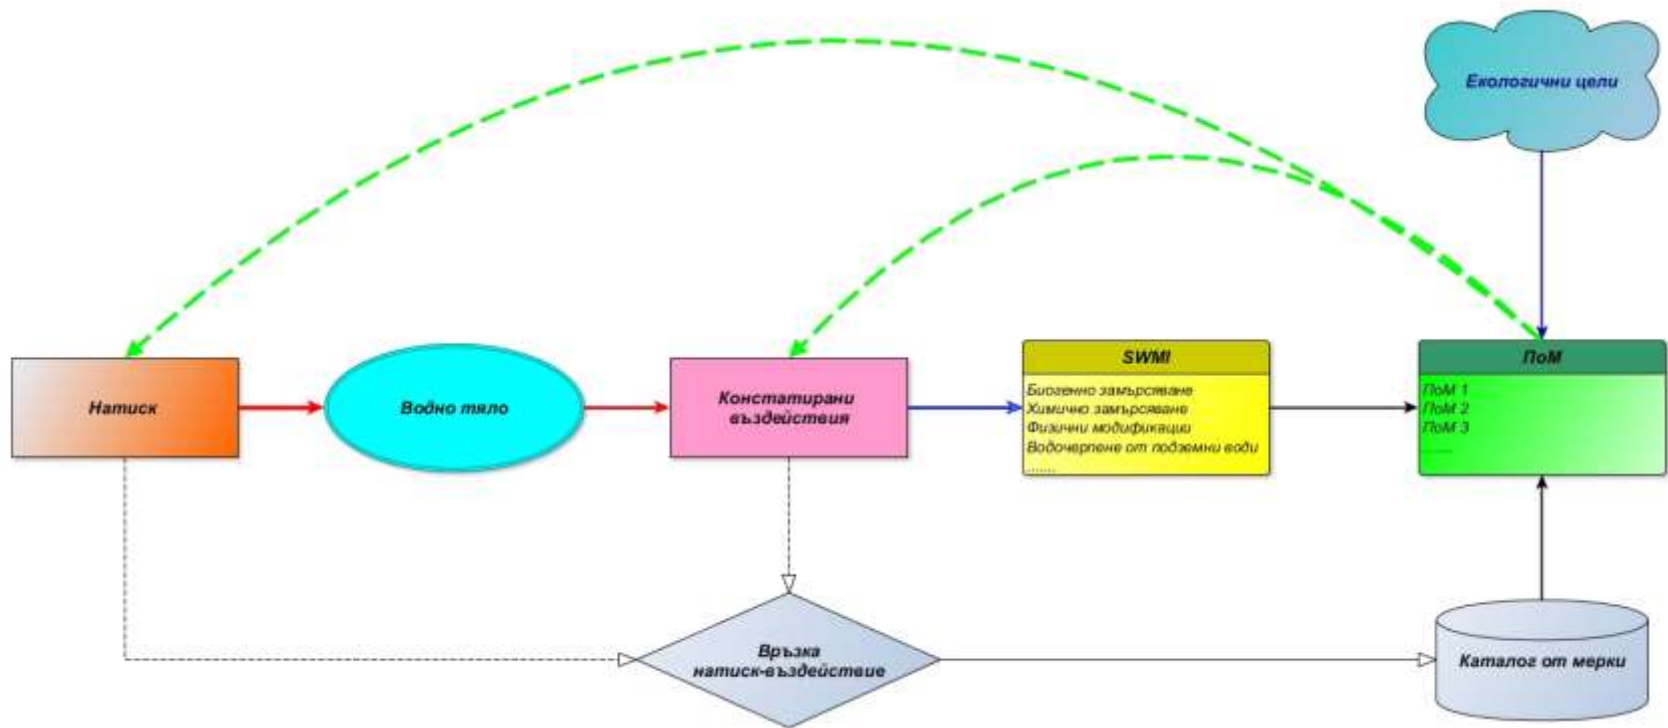 Екологични цели
Натиск
Водно тяло
Констатирани
въздействия
SWMI
Биогенно замърсяване
Химично замърсяване
Физични модификации
Водочерпене от подземни води
.......
ПоМ
ПоМ 1
ПоМ 2
ПоМ 3
.......
Връзка
натиск-въздействие
Каталог от мерки